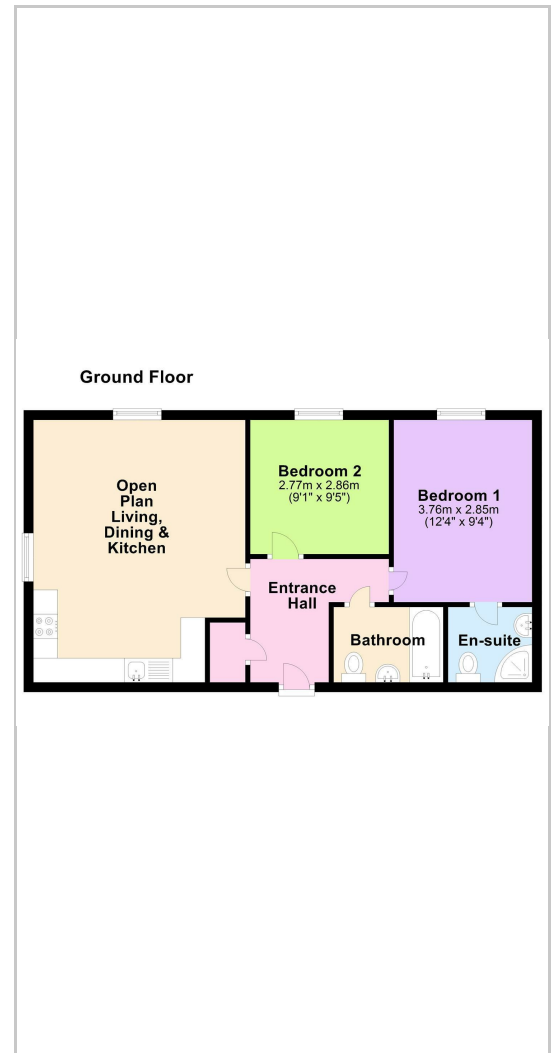 Ground Floor
Open
Plan
Living,
Dining &
Kitchen
Bedroom 2
2.77m x 2.86m
(9'1" x 9'5")
Bedroom 1
3.76m x 2.85m
(12'4" x 9'4")
Entrance
Hall
Bathroom
En-suite